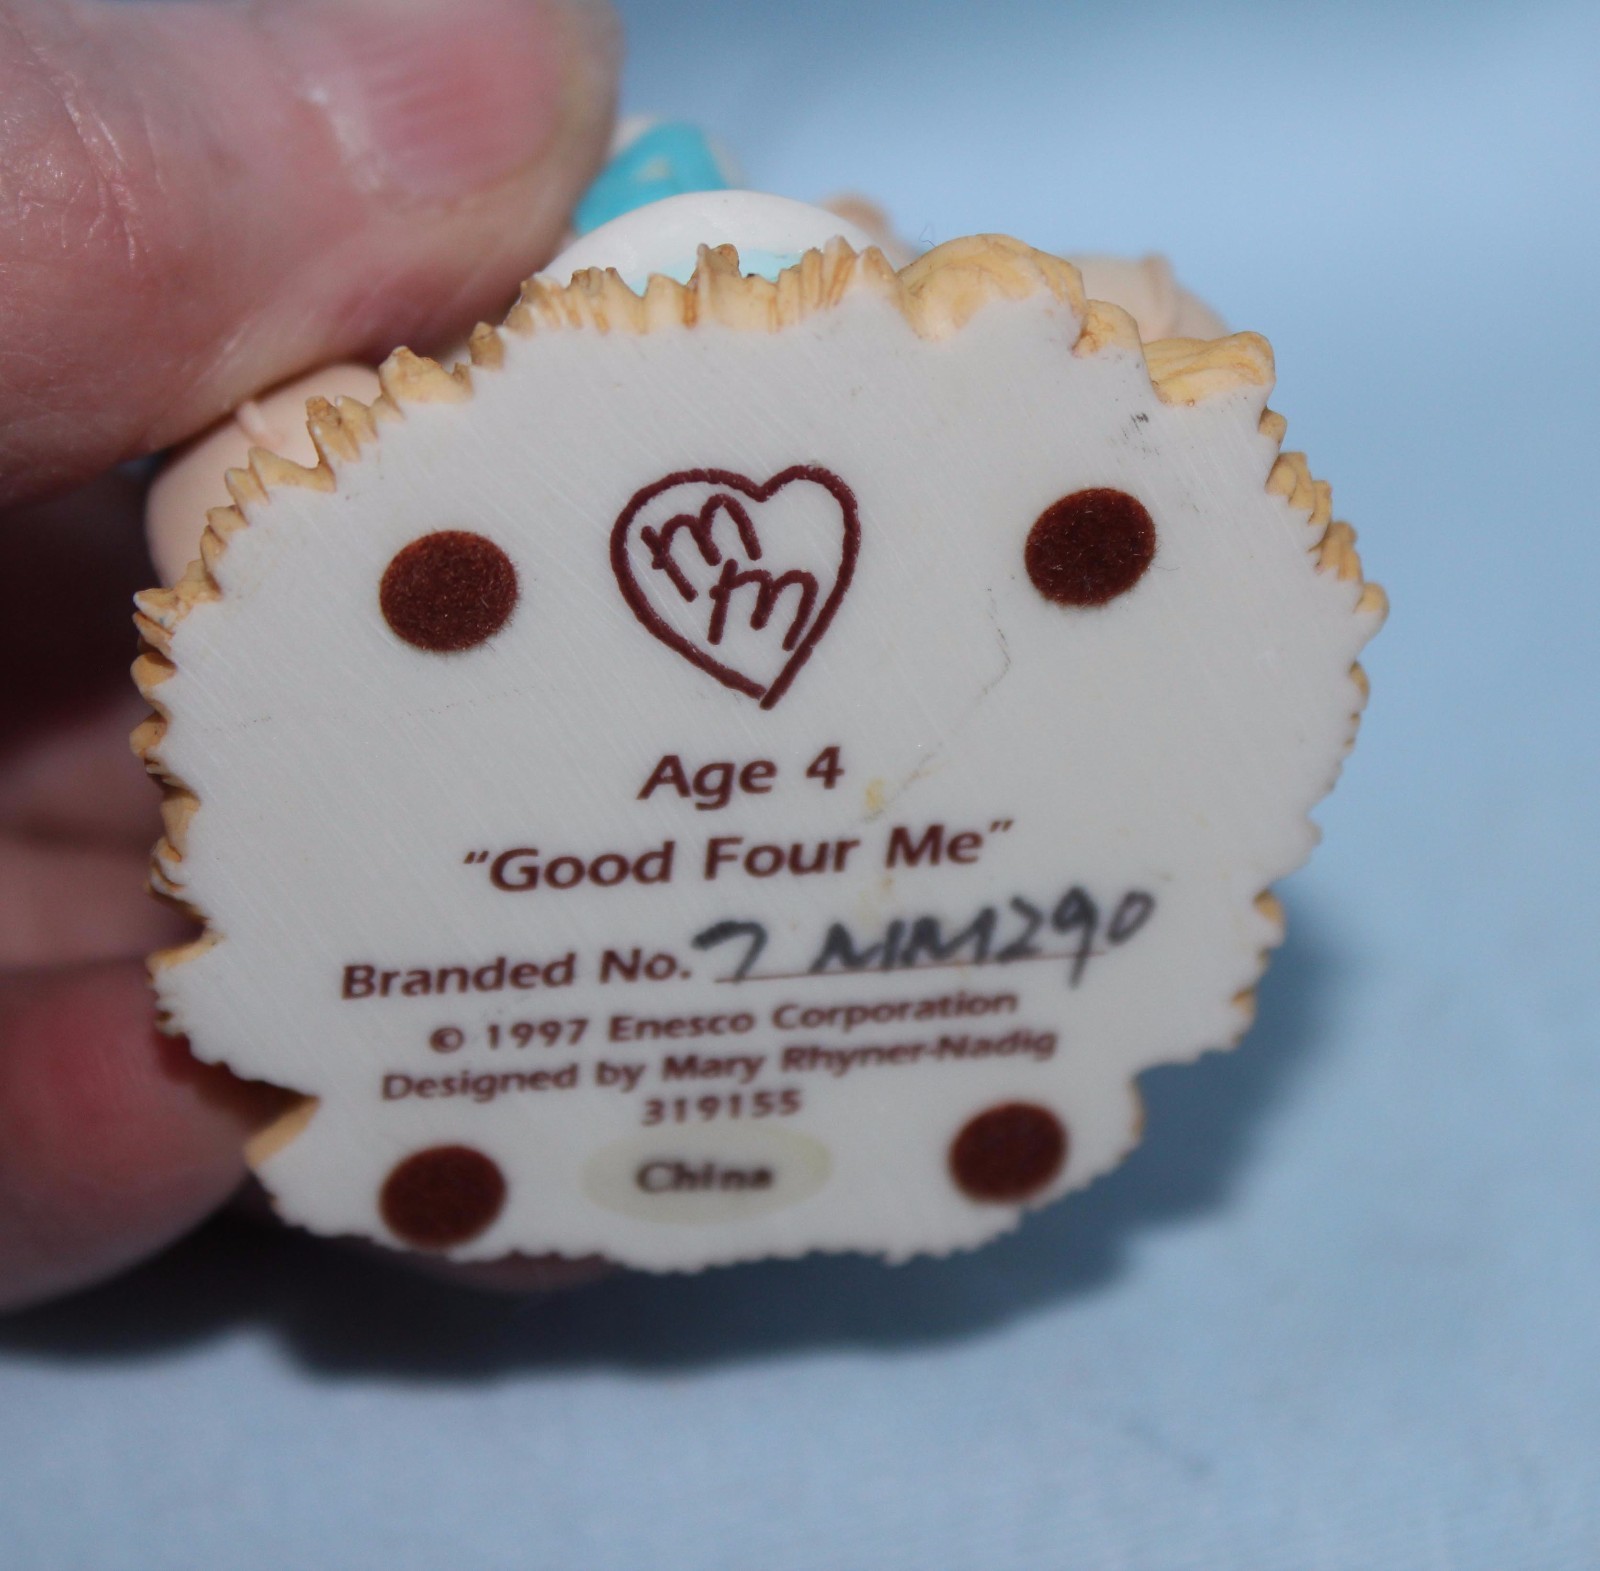 mm
Age 4
“Good Four Me”
Branded No. 7 MM290
© 1997 Enesco Corporation
Designed by Mary Rhyner-Nadig
319155
China